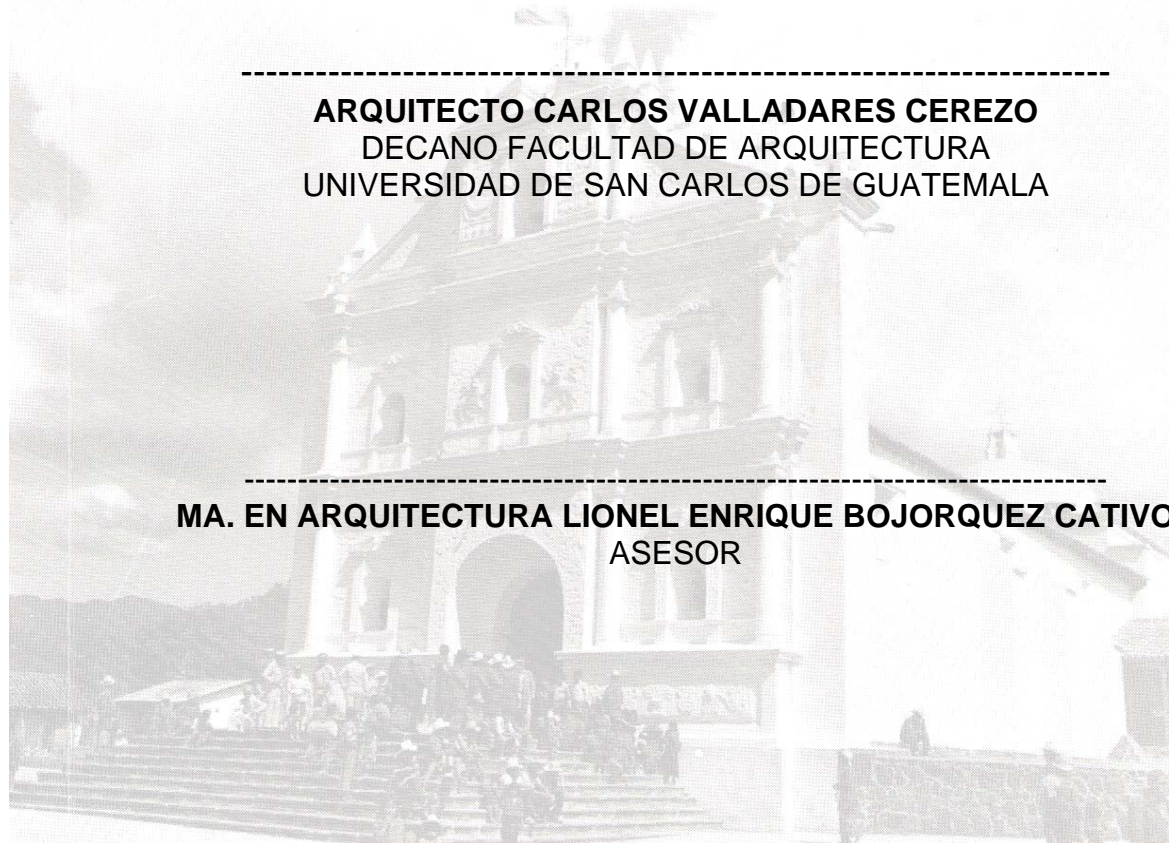 ----------------------------------------------------------------------
ARQUITECTO CARLOS VALLADARES CEREZO
DECANO FACULTAD DE ARQUITECTURA
UNIVERSIDAD DE SAN CARLOS DE GUATEMALA
--------------------------------------------------------------------------------
MA. EN ARQUITECTURA LIONEL ENRIQUE BOJORQUEZ CATIVO
ASESOR